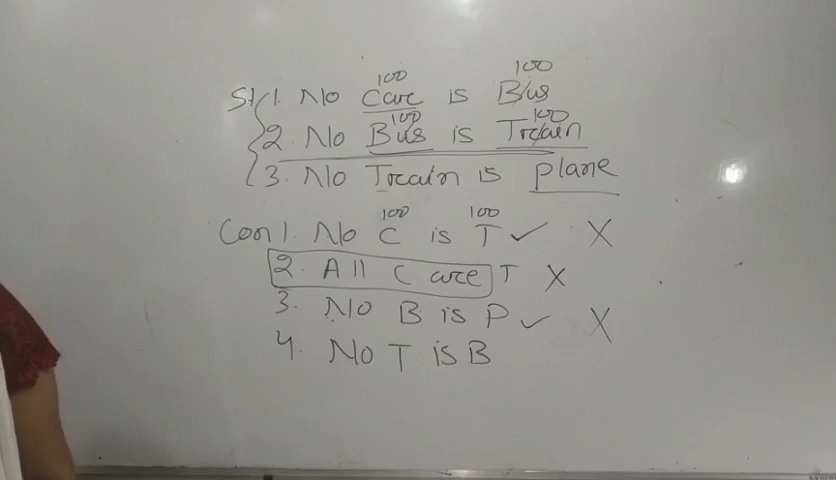 100 100
St 1. No Car is Bus
100 100
2. No Bus is Train
3. No Train is plane
100 100
Con 1. No C is T ✓ X
2. All C are T X
3. No B is P ✓ X
4. No T is B